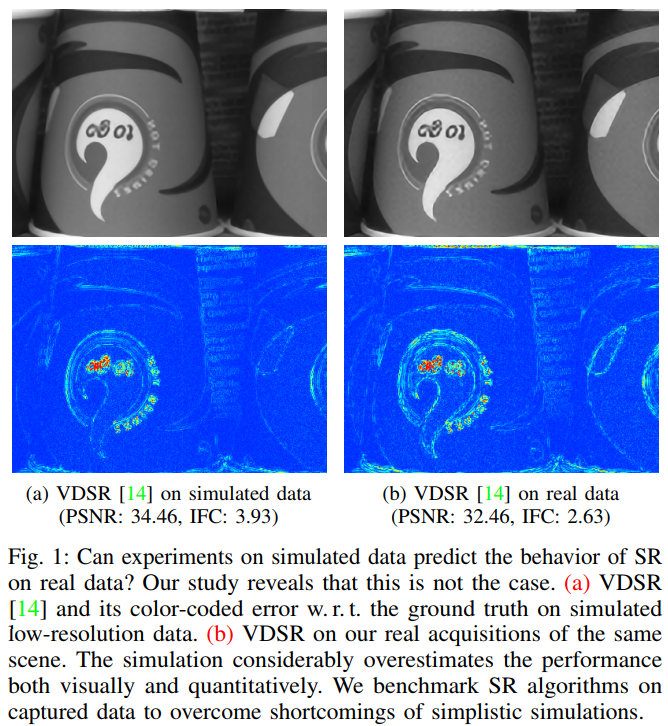 (a) VDSR [14] on simulated data
(PSNR: 34.46, IFC: 3.93)
(b) VDSR [14] on real data
(PSNR: 32.46, IFC: 2.63)
Fig. 1: Can experiments on simulated data predict the behavior of SR
on real data? Our study reveals that this is not the case. (a) VDSR
[14] and its color-coded error w. r. t. the ground truth on simulated
low-resolution data. (b) VDSR on our real acquisitions of the same
scene. The simulation considerably overestimates the performance
both visually and quantitatively. We benchmark SR algorithms on
captured data to overcome shortcomings of simplistic simulations.